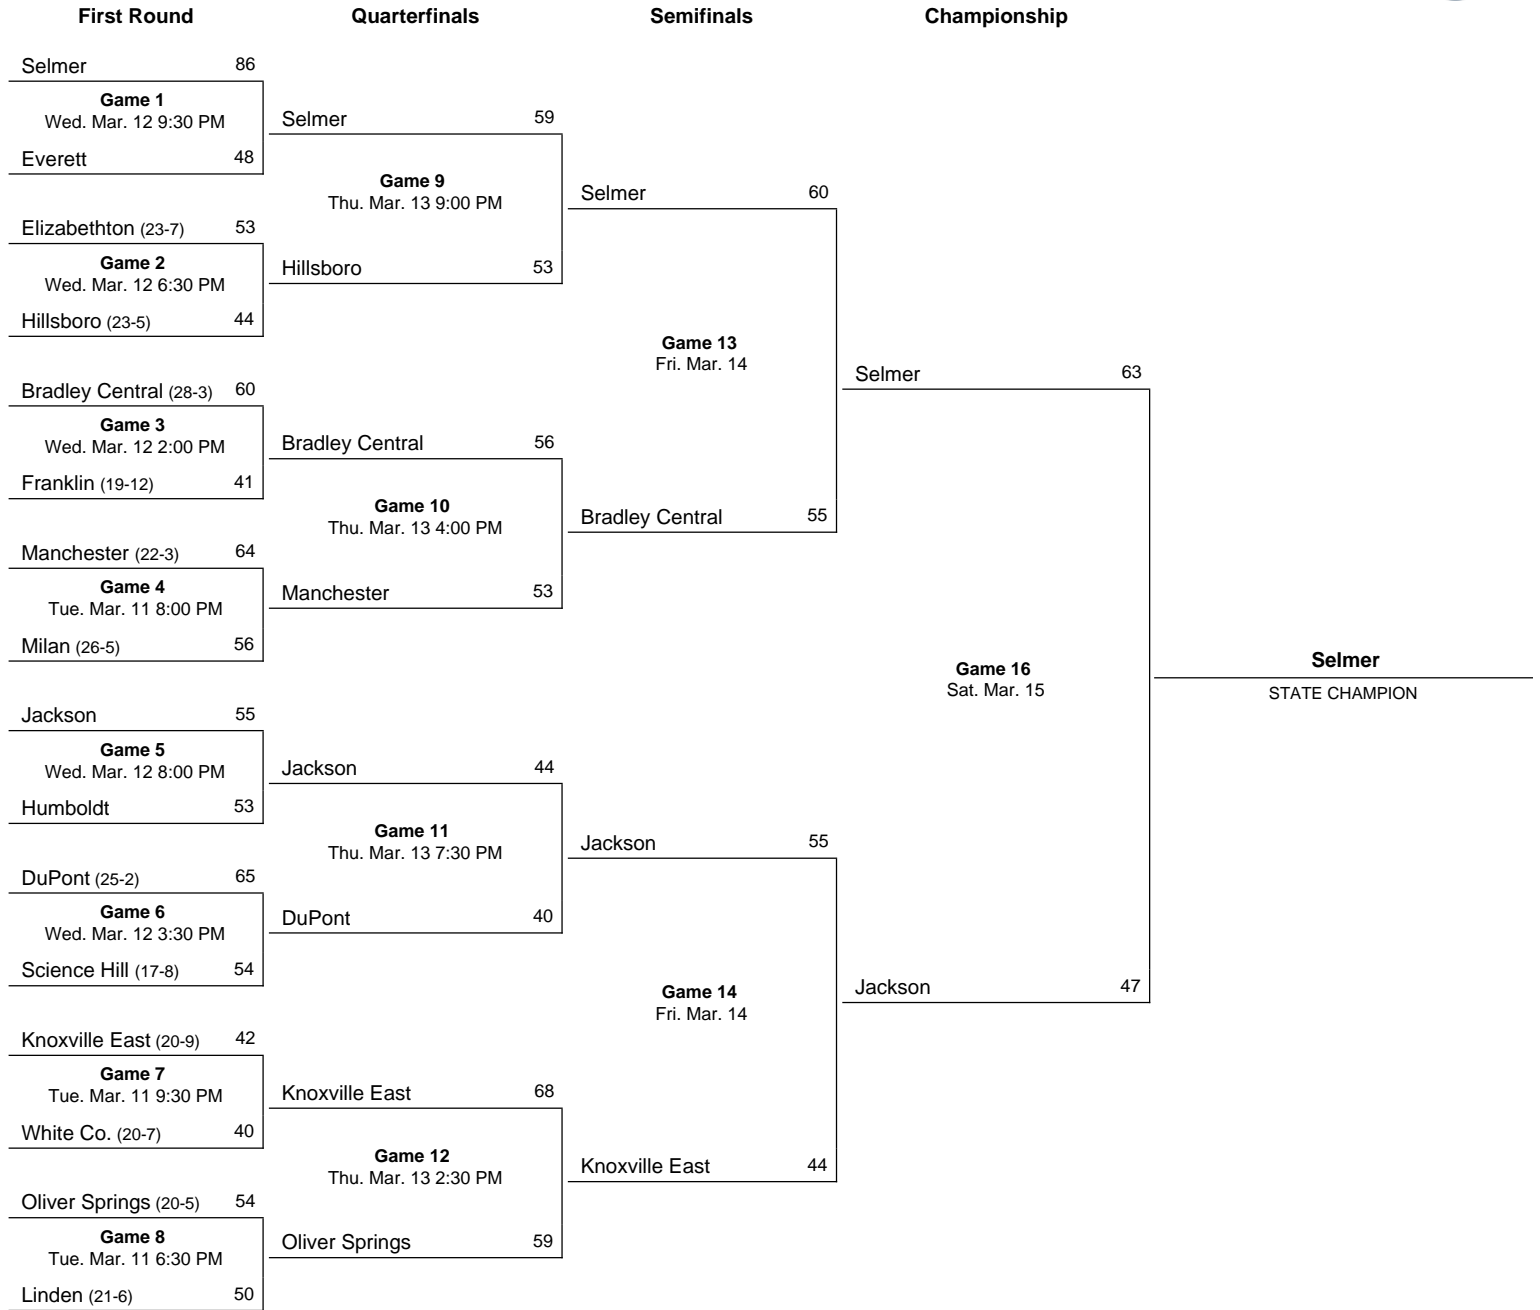 First Round
Quarterfinals
Semifinals
Championship
Selmer 86
Game 1
Wed. Mar. 12 9:30 PM
Everett 48
Elizabethton (23-7) 53
Game 2
Wed. Mar. 12 6:30 PM
Hillsboro (23-5) 44
Bradley Central (28-3) 60
Game 3
Wed. Mar. 12 2:00 PM
Franklin (19-12) 41
Manchester (22-3) 64
Game 4
Tue. Mar. 11 8:00 PM
Milan (26-5) 56
Jackson 55
Game 5
Wed. Mar. 12 8:00 PM
Humboldt 53
DuPont (25-2) 65
Game 6
Wed. Mar. 12 3:30 PM
Science Hill (17-8) 54
Knoxville East (20-9) 42
Game 7
Tue. Mar. 11 9:30 PM
White Co. (20-7) 40
Oliver Springs (20-5) 54
Game 8
Tue. Mar. 11 6:30 PM
Linden (21-6) 50
Selmer 59
Game 9
Thu. Mar. 13 9:00 PM
Hillsboro 53
Bradley Central 56
Game 10
Thu. Mar. 13 4:00 PM
Manchester 53
Jackson 44
Game 11
Thu. Mar. 13 7:30 PM
DuPont 40
Knoxville East 68
Game 12
Thu. Mar. 13 2:30 PM
Oliver Springs 59
Selmer 60
Game 13
Fri. Mar. 14
Bradley Central 55
Jackson 55
Game 14
Fri. Mar. 14
Knoxville East 44
Selmer 63
Game 16
Sat. Mar. 15
Jackson 47
Selmer
STATE CHAMPION